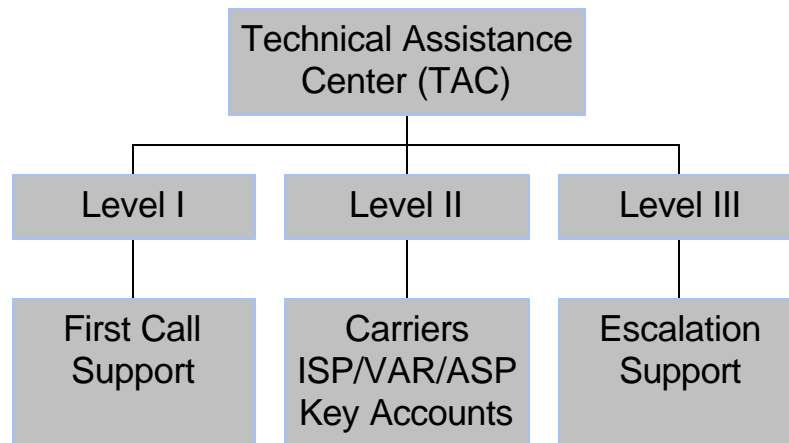 Technical Assistance
Center (TAC)
Level I
Level II
Level III
First Call
Support
Carriers
ISP/VAR/ASP
Key Accounts
Escalation
Support